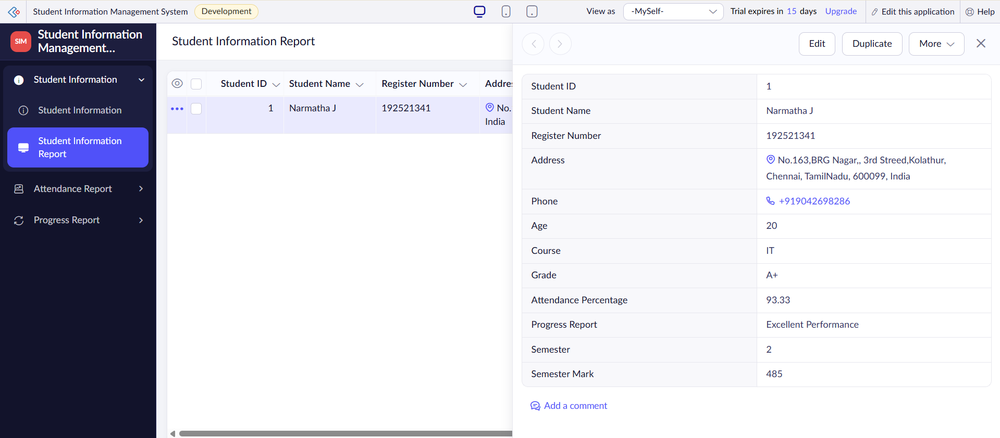 Student Information Management System Development View as -MySelf- Trial expires in 15 days Upgrade Edit this application Help
SIM Student Information
Management...
Student Information
Student Information
Student Information
Report
Attendance Report
Progress Report
Student Information Report
Student ID Student Name Register Number Addre
1 Narmatha J 192521341 No.
India
Edit Duplicate More
Student ID 1
Student Name Narmatha J
Register Number 192521341
Address No.163,BRG Nagar,, 3rd Streed,Kolathur,
Chennai, TamilNadu, 600099, India
Phone +919042698286
Age 20
Course IT
Grade A+
Attendance Percentage 93.33
Progress Report Excellent Performance
Semester 2
Semester Mark 485
Add a comment